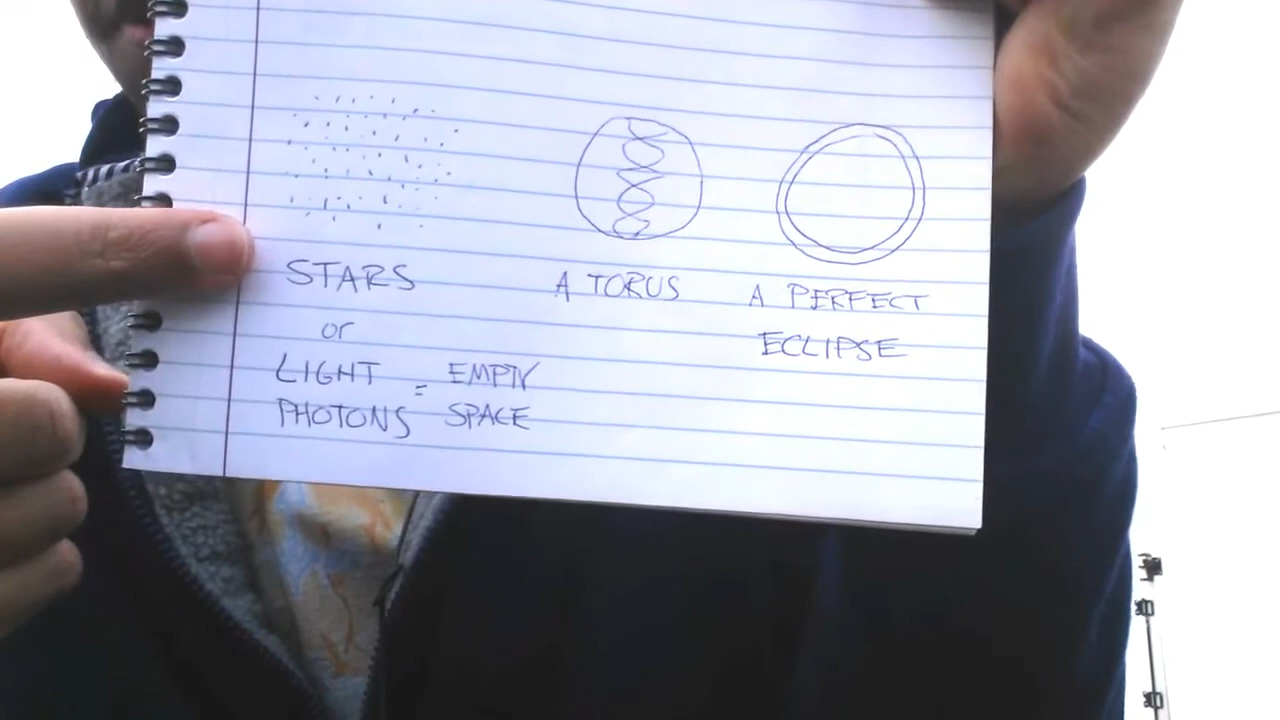 STARS
or
LIGHT = EMPTY
PHOTONS SPACE
A TORUS
A PERFECT
ECLIPSE